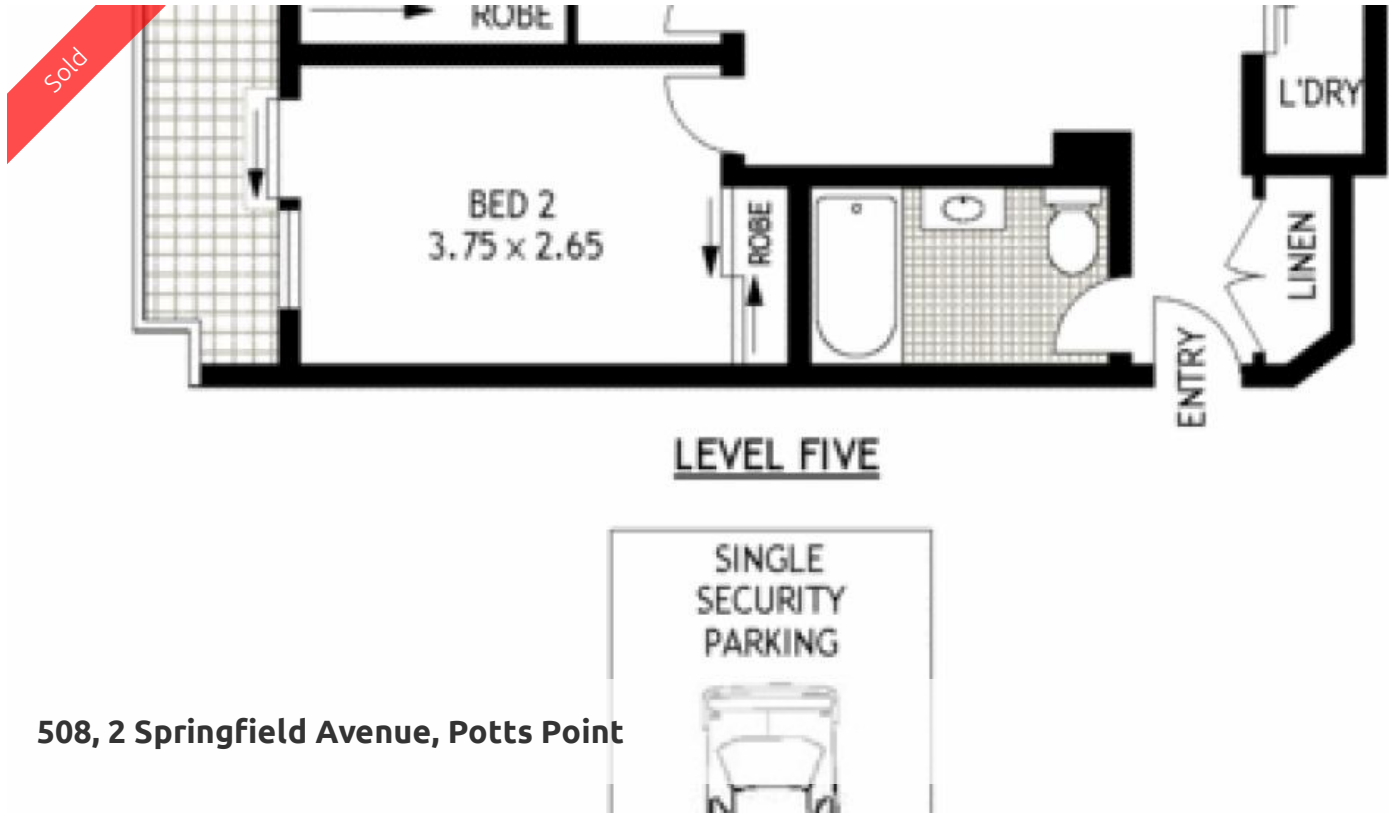 Sold
ROBE
L'DRY
BED 2
3.75 x 2.65
ROBE
LINEN
ENTRY
LEVEL FIVE
SINGLE
SECURITY
PARKING
508, 2 Springfield Avenue, Potts Point